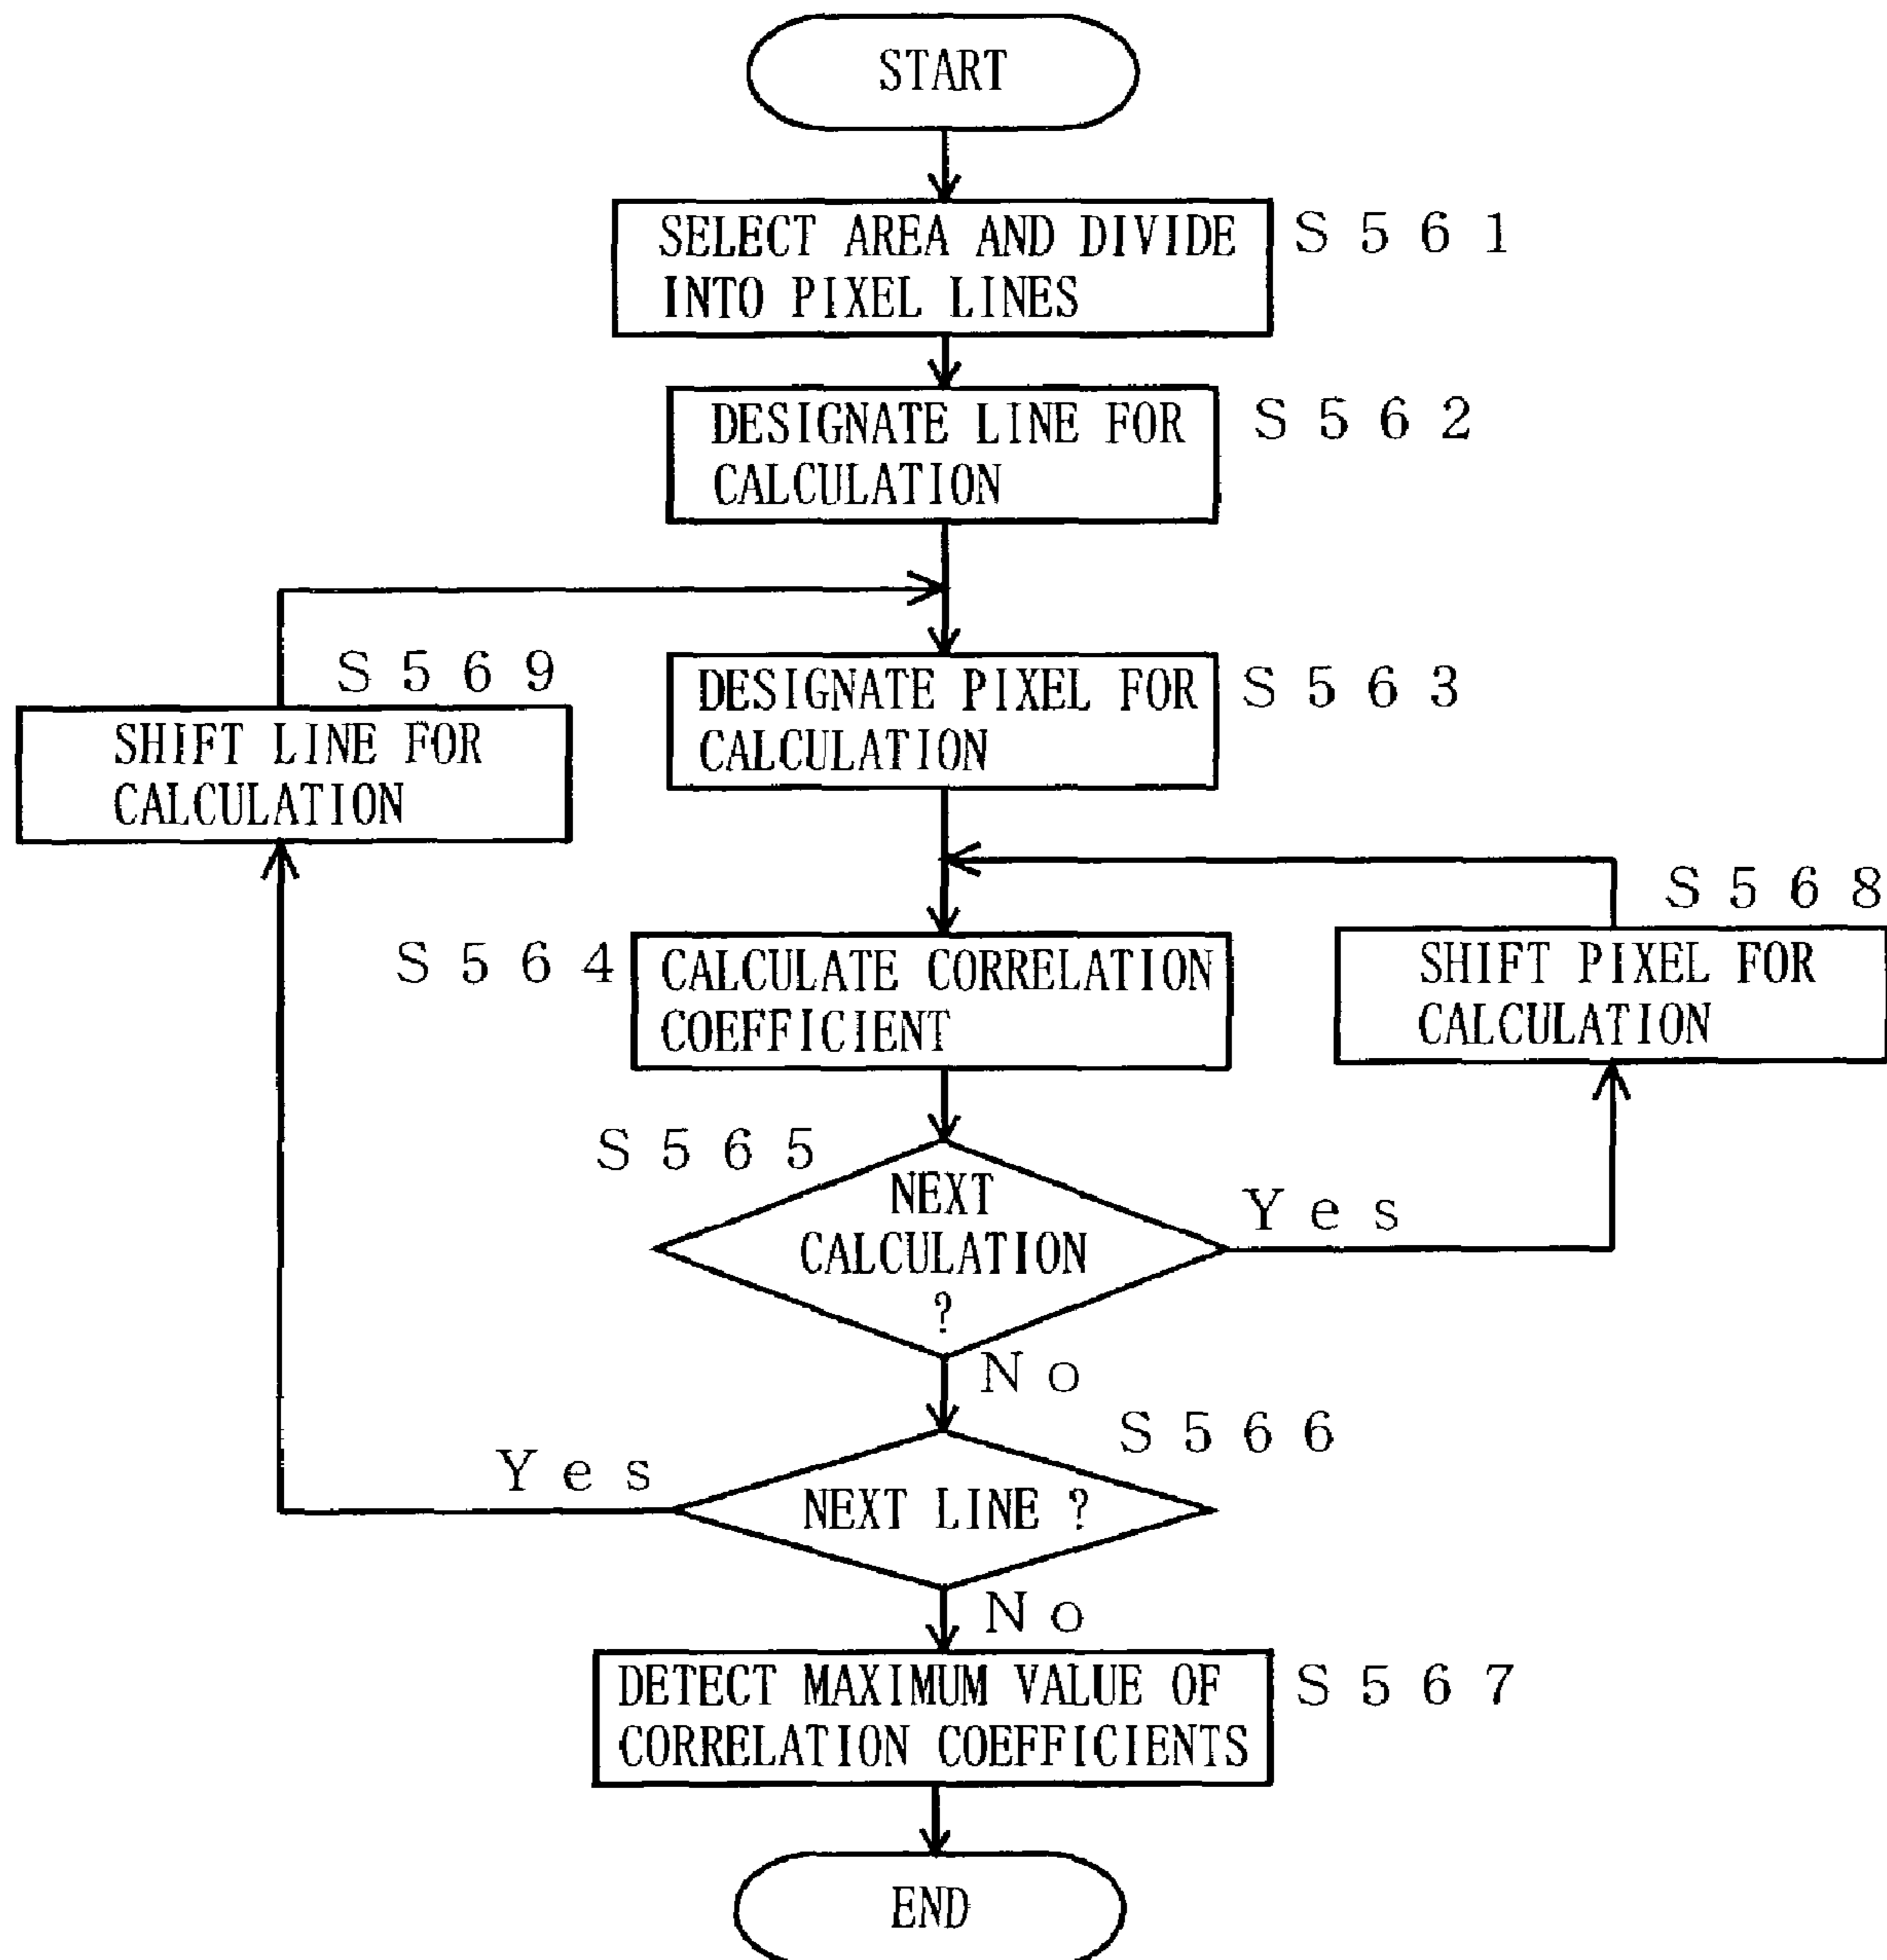 START
SELECT AREA AND DIVIDE
INTO PIXEL LINES
S561
DESIGNATE LINE FOR
CALCULATION
S562
S569
SHIFT LINE FOR
CALCULATION
DESIGNATE PIXEL FOR
CALCULATION
S563
S568
SHIFT PIXEL FOR
CALCULATION
S564
CALCULATE CORRELATION
COEFFICIENT
S565
NEXT
CALCULATION
?
Yes
No
S566
Yes
NEXT LINE ?
No
DETECT MAXIMUM VALUE OF
CORRELATION COEFFICIENTS
S567
END